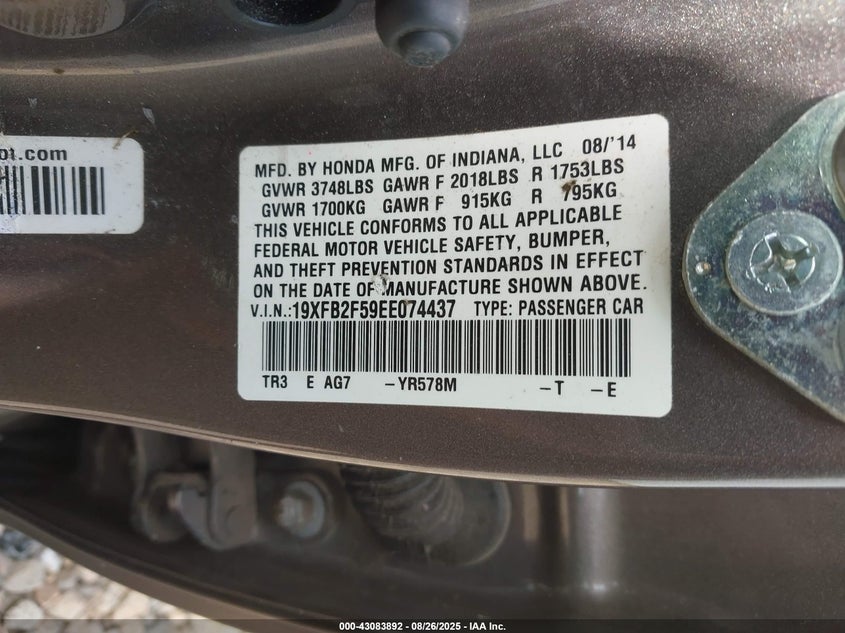 ot.com
MFD. BY HONDA MFG. OF INDIANA, LLC 08/'14
GVWR 3748LBS GAWR F 2018LBS R 1753LBS
GVWR 1700KG GAWR F 915KG R 795KG
THIS VEHICLE CONFORMS TO ALL APPLICABLE
FEDERAL MOTOR VEHICLE SAFETY, BUMPER,
AND THEFT PREVENTION STANDARDS IN EFFECT
ON THE DATE OF MANUFACTURE SHOWN ABOVE.
V.I.N.:19XFB2F59EE074437 TYPE: PASSENGER CAR
TR3 E AG7 -YR578M -T -E
000-43083892 - 08/26/2025 - IAA Inc.